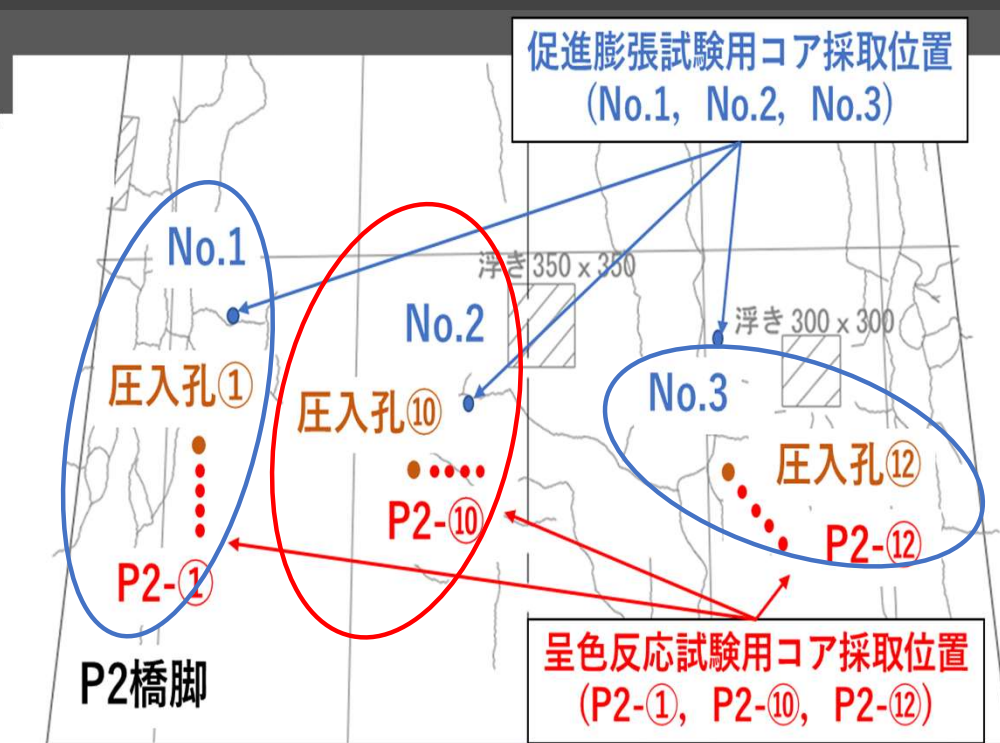 促進膨張試験用コア採取位置
(No.1, No.2, No.3)
No.1
浮き 350 x 350
No.2
浮き 300 x 300
圧入孔①
圧入孔⑩
No.3
圧入孔⑫
P2-⑩
P2-⑫
P2-①
呈色反応試験用コア採取位置
(P2-①, P2-⑩, P2-⑫)
P2橋脚